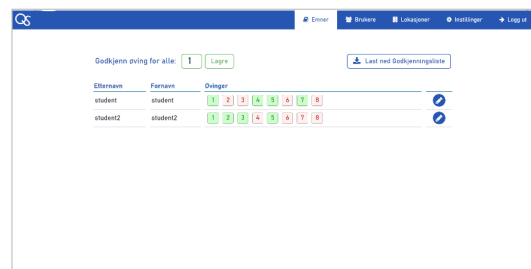 QS Emner Brukere Lokasjoner Instillinger Logg ut
Godkjenn øving for alle: 1 Lagre Last ned Godkjenningsliste
Etternavn Fornavn Øvinger
student student 1 2 3 4 5 6 7 8
student2 student2 1 2 3 4 5 6 7 8